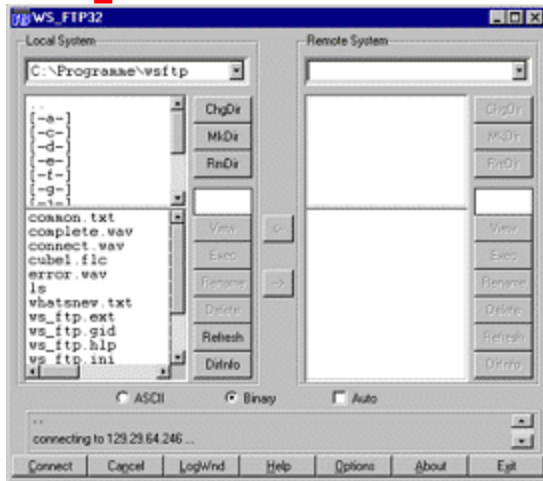 WS_FTP32
Local System
Remote System
C:\Programme\wsftp
..
[-a-]
[-c-]
[-d-]
[-e-]
[-f-]
[-g-]
[-i-]
ChgDir
MkDir
RmDir
ChgDir
MkDir
RmDir
common.txt
complete.wav
connect.wav
cube1.flc
error.wav
ls
whatsnew.txt
ws_ftp.ext
ws_ftp.gid
ws_ftp.hlp
ws_ftp.ini
View
Exec
Rename
Delete
Refresh
DirInfo
<-
->
View
Exec
Rename
Delete
Refresh
DirInfo
ASCII
Binary
Auto
..
connecting to 129.29.64.246 ...
Connect
Cancel
LogWnd
Help
Options
About
Exit